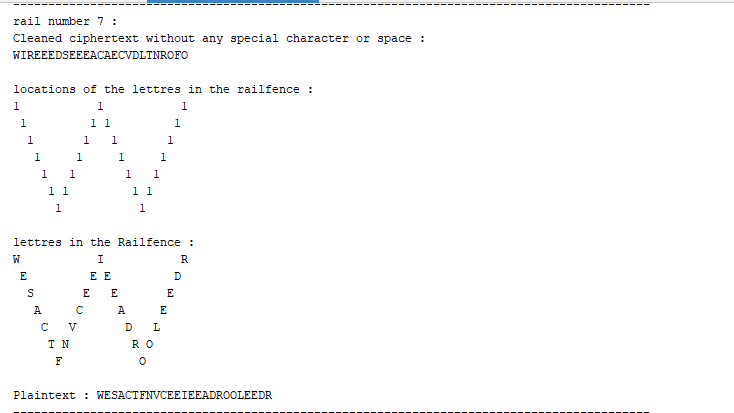 rail number 7 :
Cleaned ciphertext without any special character or space :
WIREEEDSEEEACAECVDLTNROFO
locations of the lettres in the railfence :
1           1           1
 1         1 1         1
  1       1   1       1
   1     1     1     1
    1   1       1   1
     1 1         1 1
      1           1
lettres in the Railfence :
W           I           R
 E         E E         D
  S       E   E       E
   A     C     A     E
    C   V       D   L
     T N         R O
      F           O
Plaintext : WESACTFNVCEEIEEADROOLEEDR